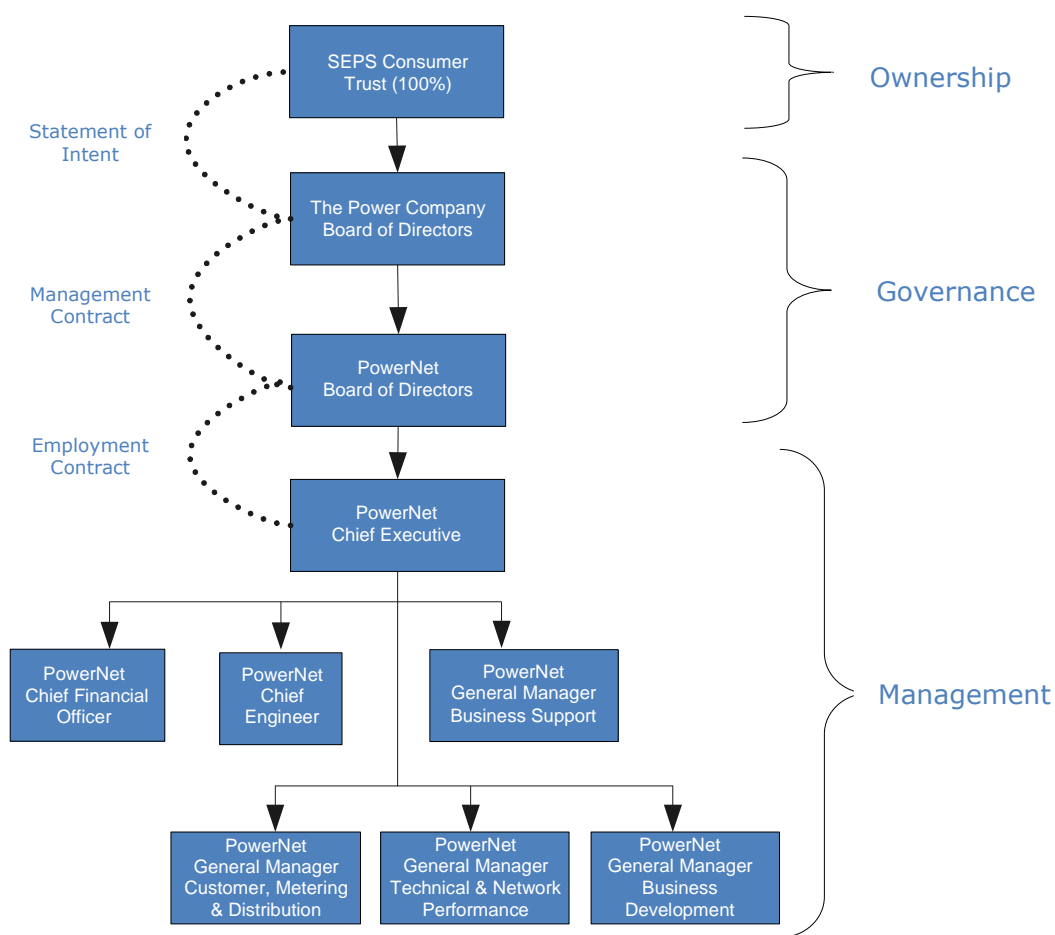 SEPS Consumer
Trust (100%)
Ownership
Statement of
Intent
The Power Company
Board of Directors
Governance
Management
Contract
PowerNet
Board of Directors
Employment
Contract
PowerNet
Chief Executive
PowerNet
Chief Financial
Officer
PowerNet
Chief
Engineer
PowerNet
General Manager
Business Support
Management
PowerNet
General Manager
Customer, Metering
& Distribution
PowerNet
General Manager
Technical & Network
Performance
PowerNet
General Manager
Business
Development